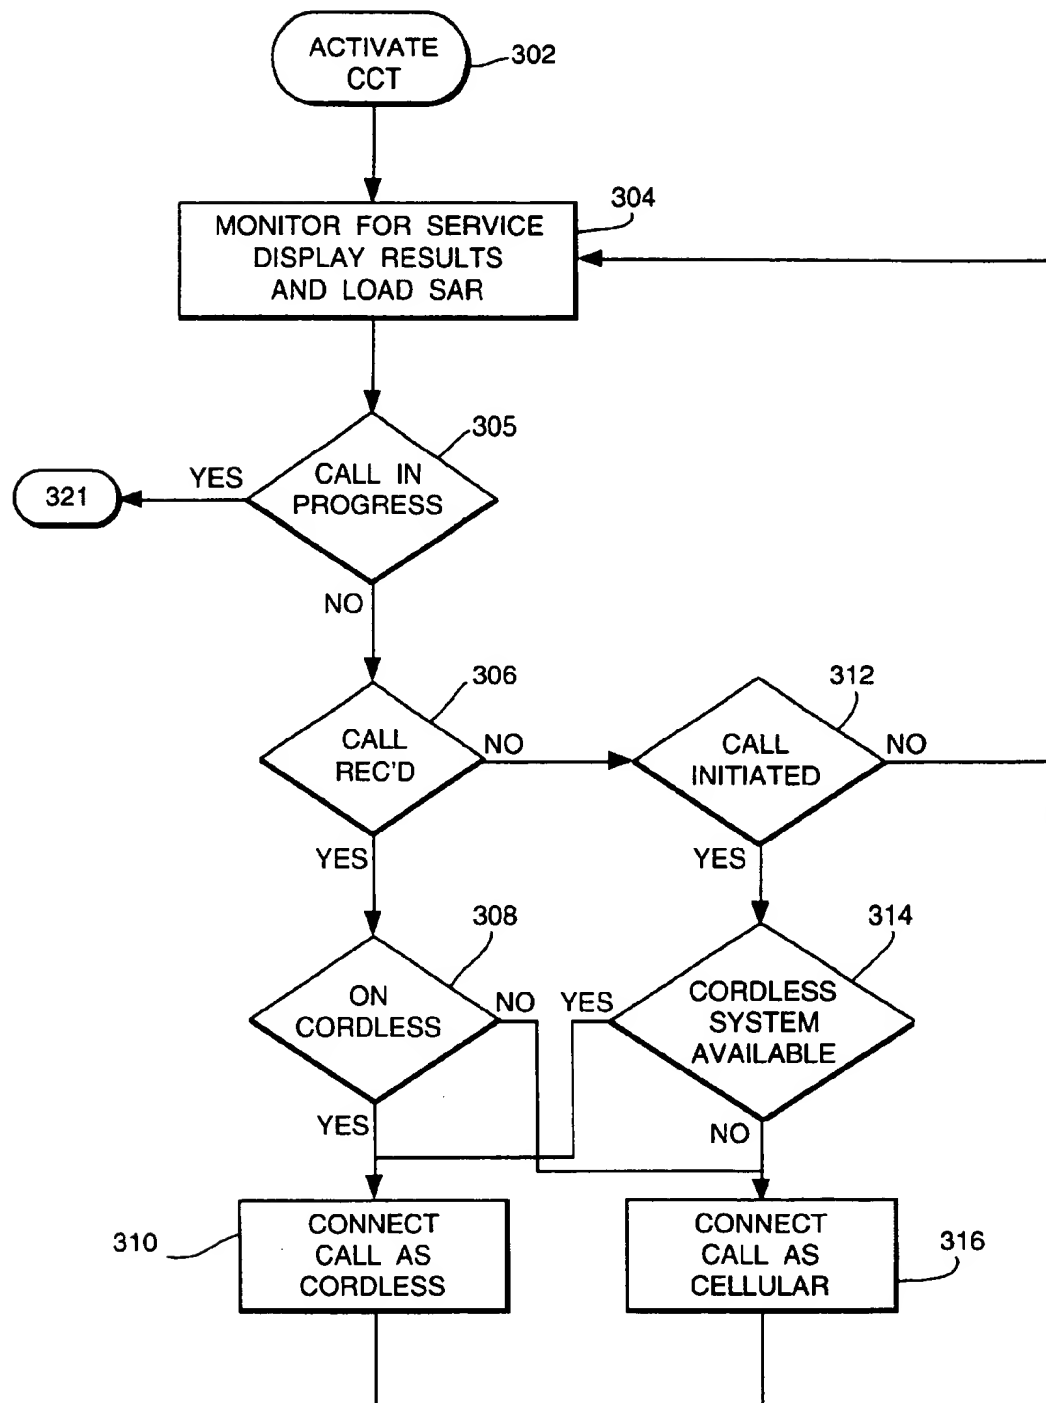 ACTIVATE
CCT
302
304
MONITOR FOR SERVICE
DISPLAY RESULTS
AND LOAD SAR
305
YES
CALL IN
PROGRESS
321
NO
306
312
CALL
REC'D
NO
CALL
INITIATED
NO
YES
YES
308
314
ON
CORDLESS
NO
YES
CORDLESS
SYSTEM
AVAILABLE
YES
NO
310
CONNECT
CALL AS
CORDLESS
CONNECT
CALL AS
CELLULAR
316